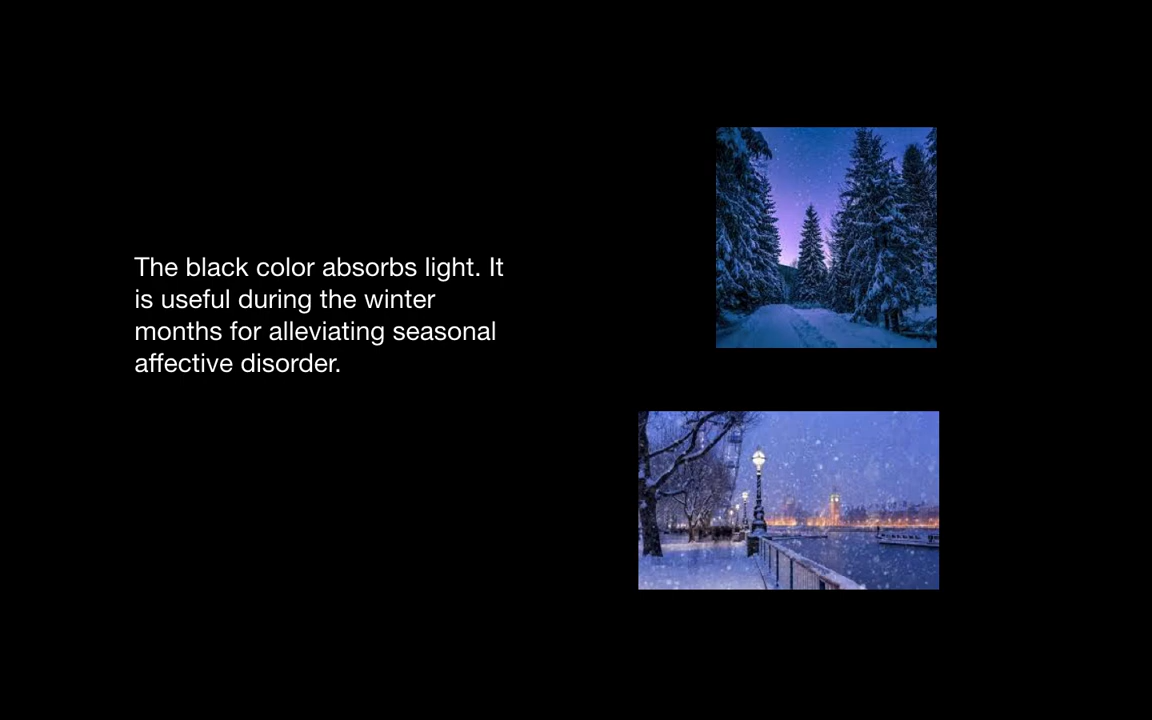 The black color absorbs light. It
is useful during the winter
months for alleviating seasonal
affective disorder.